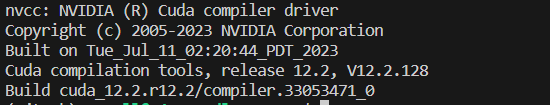 nvcc: NVIDIA (R) Cuda compiler driver
Copyright (c) 2005-2023 NVIDIA Corporation
Built on Tue_Jul_11_02:20:44_PDT_2023
Cuda compilation tools, release 12.2, V12.2.128
Build cuda_12.2.r12.2/compiler.33053471_0